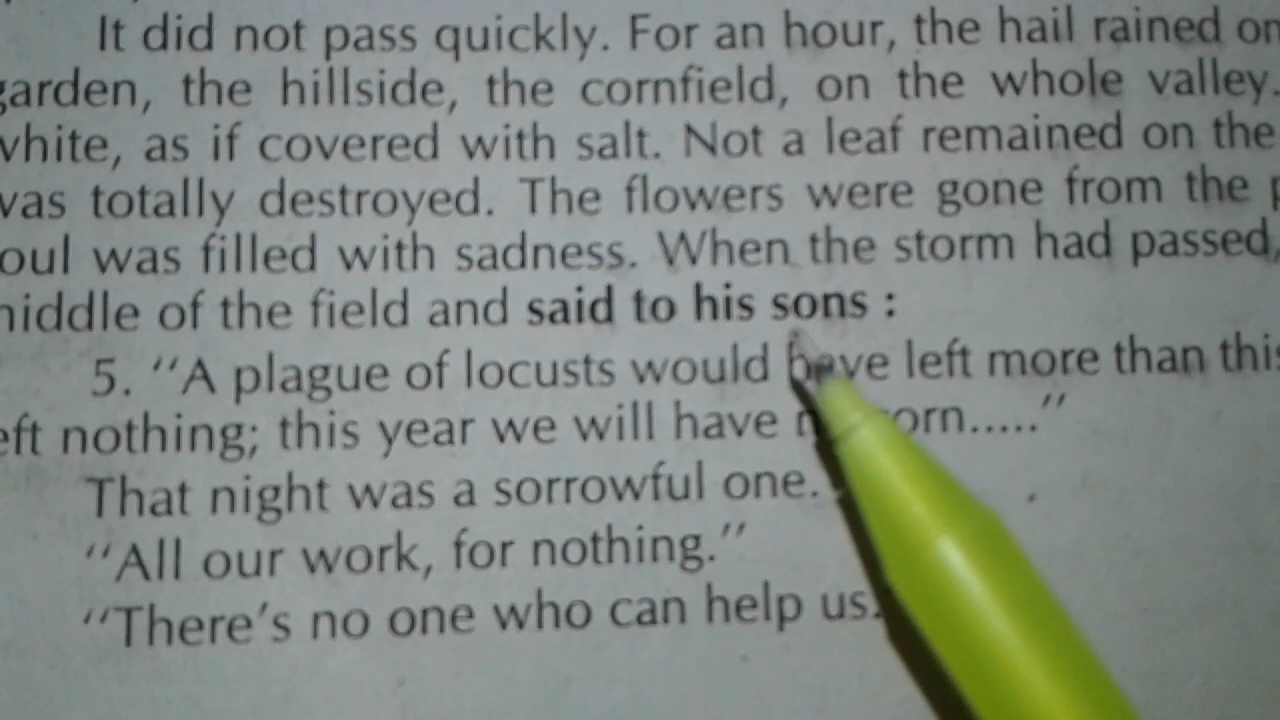 It did not pass quickly. For an hour, the hail rained on
garden, the hillside, the cornfield, on the whole valley.
white, as if covered with salt. Not a leaf remained on the
was totally destroyed. The flowers were gone from the
oul was filled with sadness. When the storm had passed,
middle of the field and said to his sons :
5. “A plague of locusts would have left more than this
eft nothing; this year we will have corn.....”
That night was a sorrowful one.
“All our work, for nothing.”
“There’s no one who can help us.